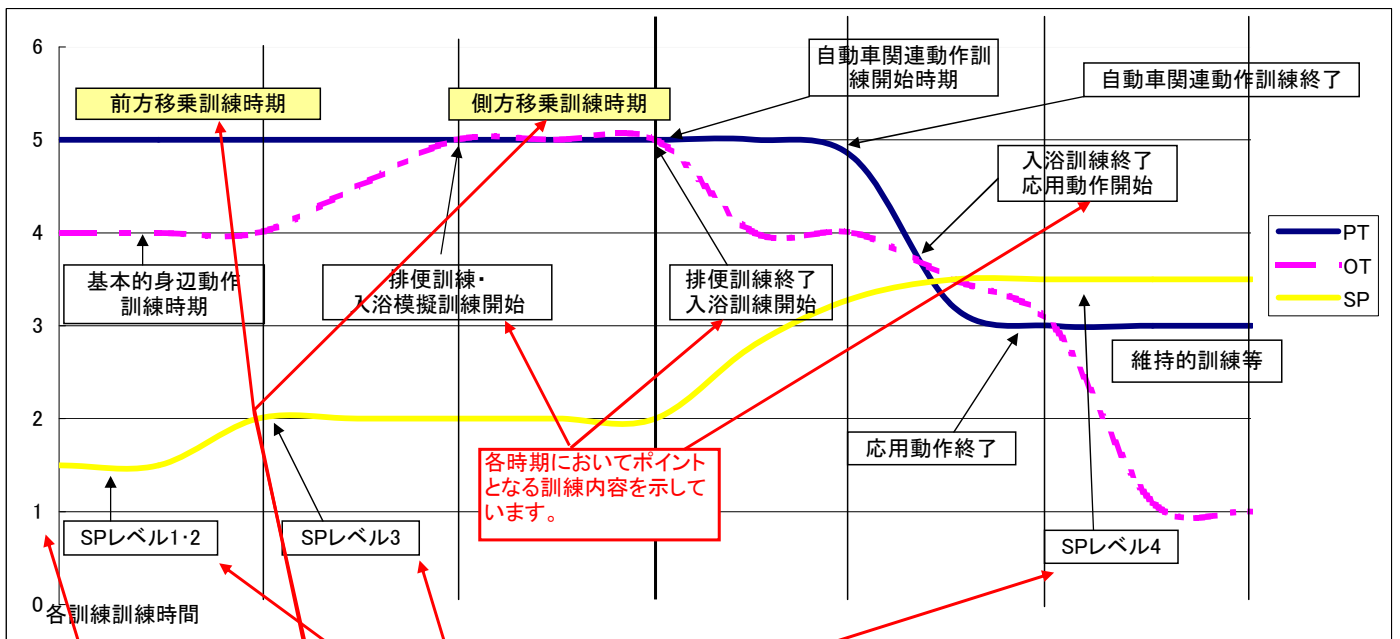 6
5
4
3
2
1
0
各訓練訓練時間
前方移乗訓練時期
側方移乗訓練時期
自動車関連動作訓
練開始時期
自動車関連動作訓練終了
入浴訓練終了
応用動作開始
基本的身辺動作
訓練時期
排便訓練・
入浴模擬訓練開始
排便訓練終了
入浴訓練開始
PT
OT
SP
維持的訓練等
応用動作終了
各時期においてポイント
となる訓練内容を示して
います。
SPレベル1・2
SPレベル3
SPレベル4